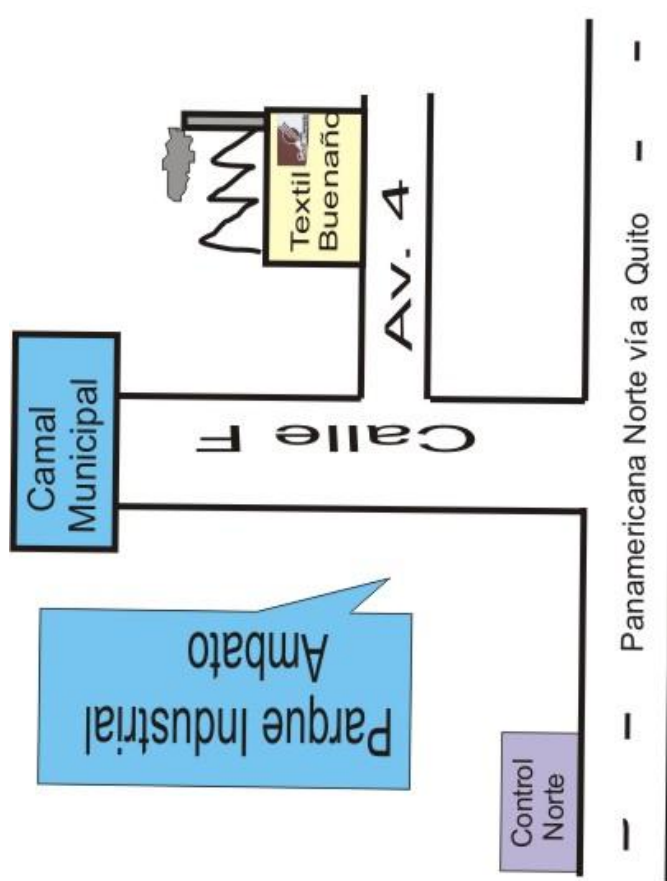 Camal
Municipal
Textil
Buenaño
Av. 4
Calle F
Parque Industrial
Ambato
Control
Norte
Panamericana Norte vía a Quito